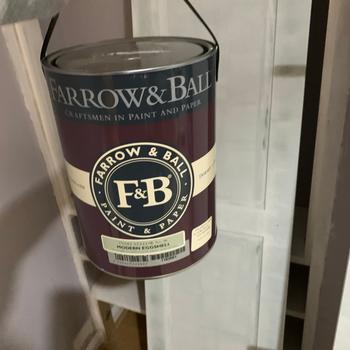 FARROW & BALL
CRAFTSMEN IN PAINT AND PAPER
FARROW & BALL
F&B
PAINT & PAPER
MODERN EGGSHELL